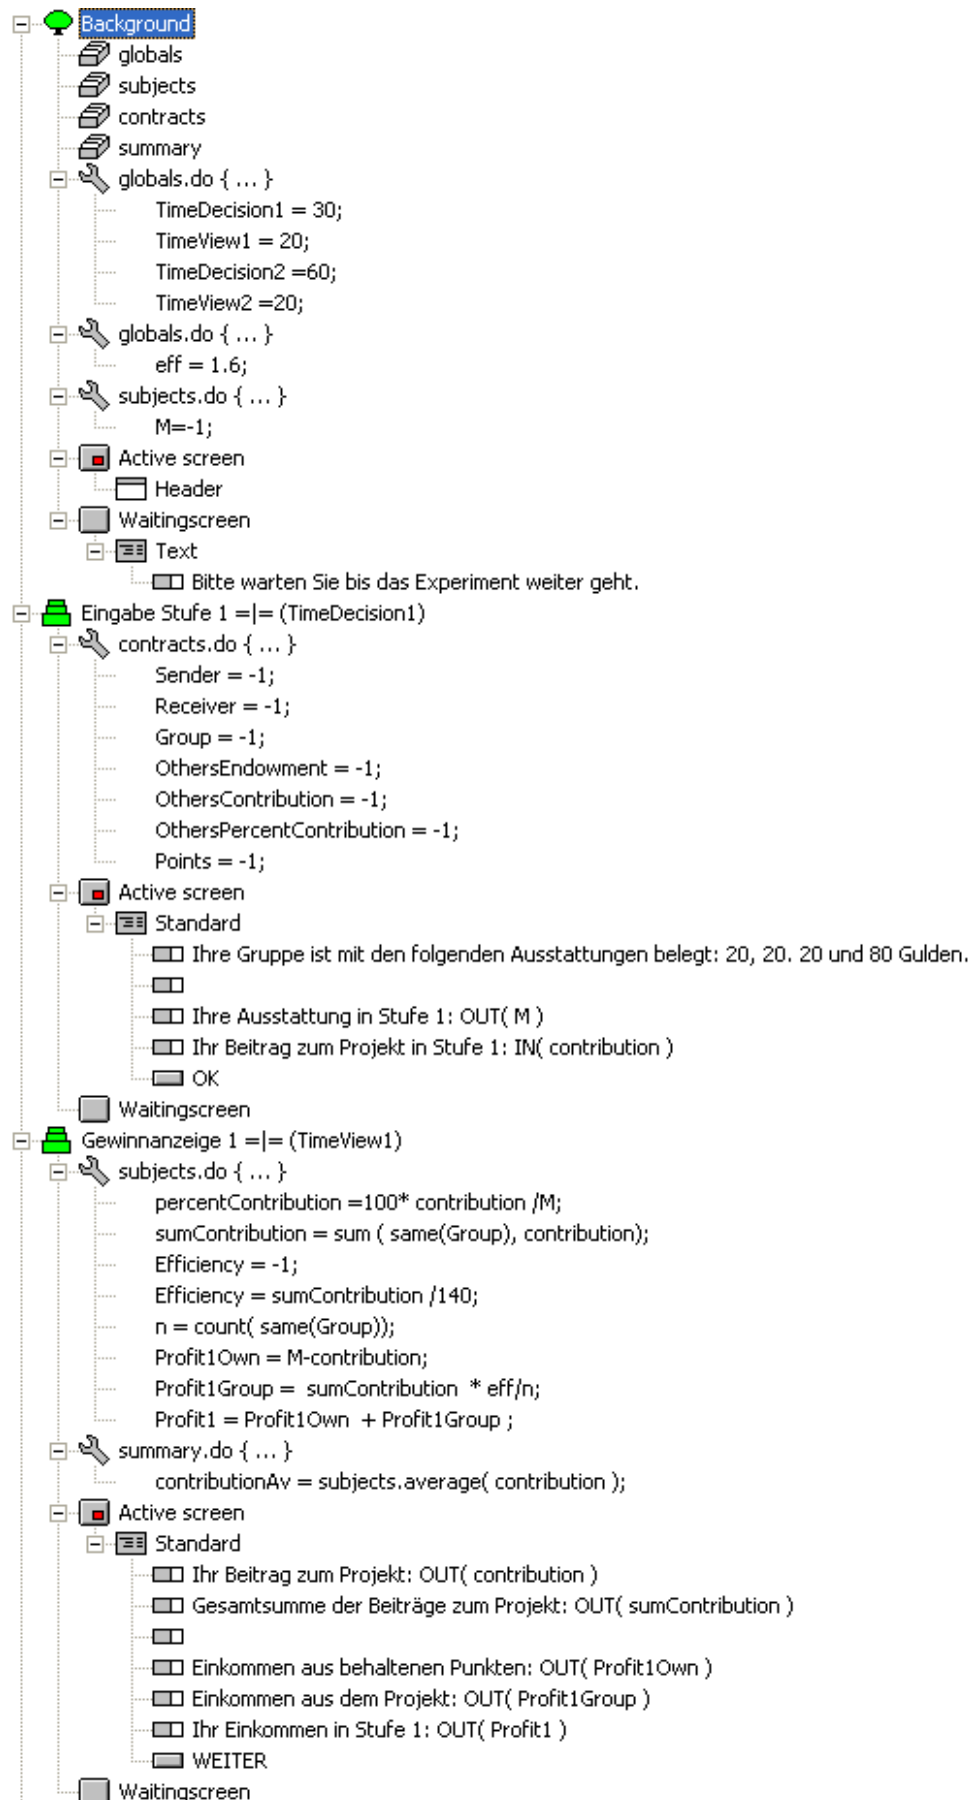 Background
globals
subjects
contracts
summary
globals.do { ... }
TimeDecision1 = 30;
TimeView1 = 20;
TimeDecision2 =60;
TimeView2 =20;
globals.do { ... }
eff = 1.6;
subjects.do { ... }
M=-1;
Active screen
Header
Waitingscreen
Text
Bitte warten Sie bis das Experiment weiter geht.
Eingabe Stufe 1 =|= (TimeDecision1)
contracts.do { ... }
Sender = -1;
Receiver = -1;
Group = -1;
OthersEndowment = -1;
OthersContribution = -1;
OthersPercentContribution = -1;
Points = -1;
Active screen
Standard
Ihre Gruppe ist mit den folgenden Ausstattungen belegt: 20, 20. 20 und 80 Gulden.
Ihre Ausstattung in Stufe 1: OUT( M )
Ihr Beitrag zum Projekt in Stufe 1: IN( contribution )
OK
Waitingscreen
Gewinnanzeige 1 =|= (TimeView1)
subjects.do { ... }
percentContribution =100* contribution /M;
sumContribution = sum ( same(Group), contribution);
Efficiency = -1;
Efficiency = sumContribution /140;
n = count( same(Group));
Profit1Own = M-contribution;
Profit1Group =  sumContribution  * eff/n;
Profit1 = Profit1Own  + Profit1Group ;
summary.do { ... }
contributionAv = subjects.average( contribution );
Active screen
Standard
Ihr Beitrag zum Projekt: OUT( contribution )
Gesamtsumme der Beiträge zum Projekt: OUT( sumContribution )
Einkommen aus behaltenen Punkten: OUT( Profit1Own )
Einkommen aus dem Projekt: OUT( Profit1Group )
Ihr Einkommen in Stufe 1: OUT( Profit1 )
WEITER
Waitingscreen